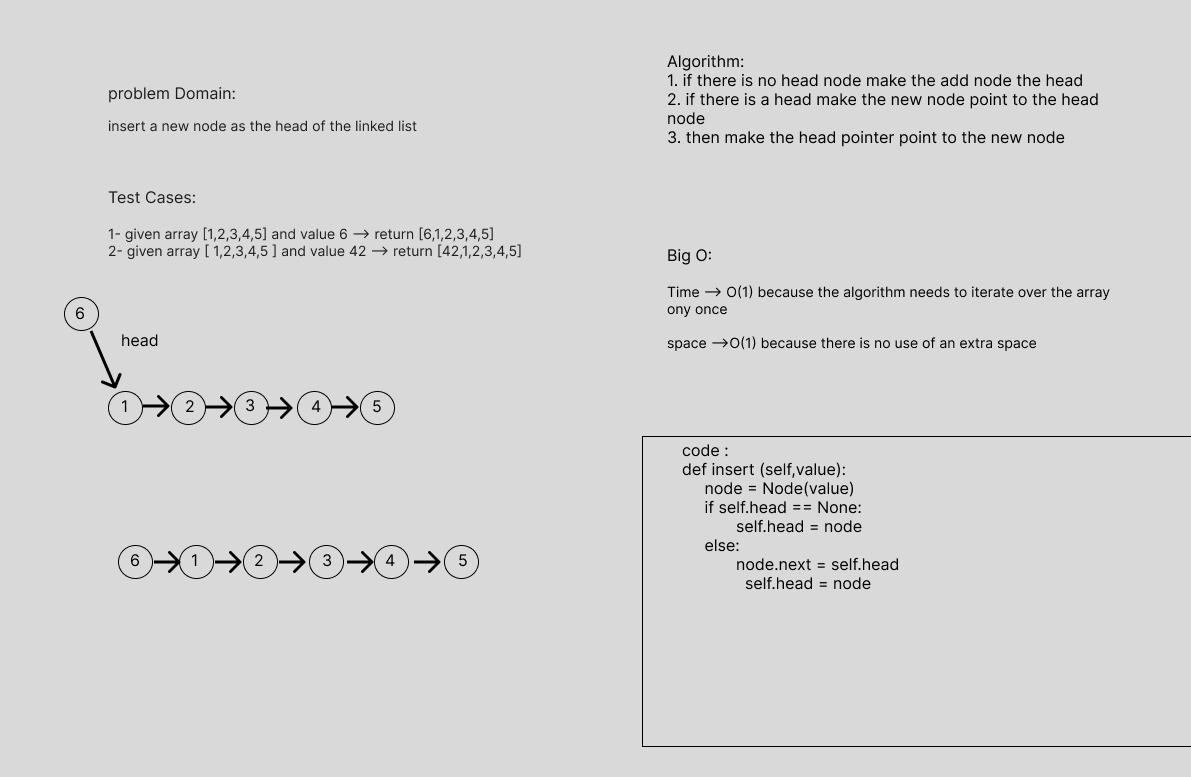 problem Domain:
insert a new node as the head of the linked list
Test Cases:
1- given array [1,2,3,4,5] and value 6 --> return [6,1,2,3,4,5]
2- given array [ 1,2,3,4,5 ] and value 42 --> return [42,1,2,3,4,5]
6
head
1 2 3 4 5
6 1 2 3 4 5
Algorithm:
1. if there is no head node make the add node the head
2. if there is a head make the new node point to the head
node
3. then make the head pointer point to the new node
Big O:
Time --> O(1) because the algorithm needs to iterate over the array
ony once
space -->O(1) because there is no use of an extra space
code :
def insert (self,value):
node = Node(value)
if self.head == None:
self.head = node
else:
node.next = self.head
self.head = node